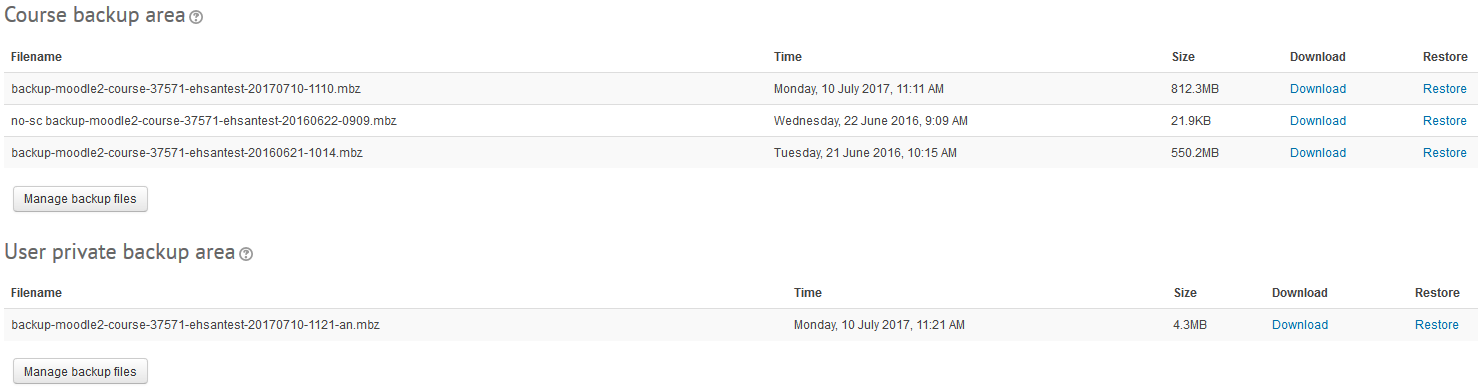 Course backup area
Filename Time Size Download Restore
backup-moodle2-course-37571-ehsantest-20170710-1110.mbz Monday, 10 July 2017, 11:11 AM 812.3MB Download Restore
no-sc backup-moodle2-course-37571-ehsantest-20160622-0909.mbz Wednesday, 22 June 2016, 9:09 AM 21.9KB Download Restore
backup-moodle2-course-37571-ehsantest-20160621-1014.mbz Tuesday, 21 June 2016, 10:15 AM 550.2MB Download Restore
Manage backup files
User private backup area
Filename Time Size Download Restore
backup-moodle2-course-37571-ehsantest-20170710-1121-an.mbz Monday, 10 July 2017, 11:21 AM 4.3MB Download Restore
Manage backup files